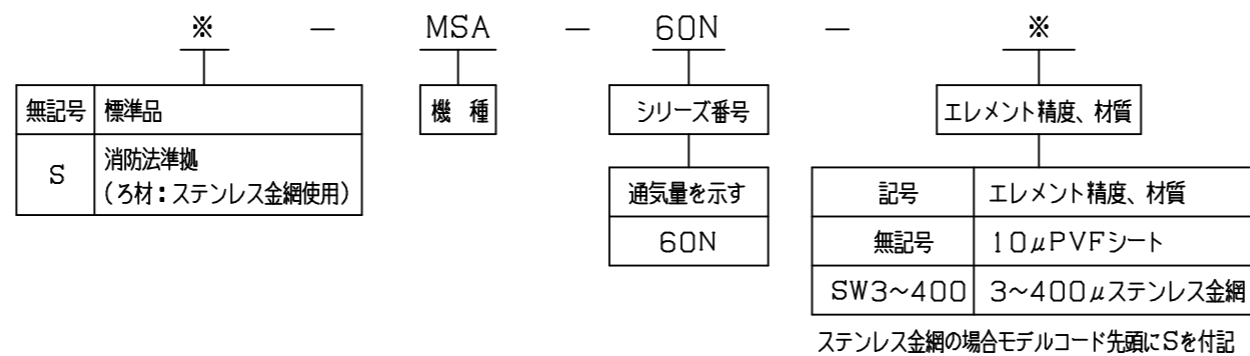 ※ － MSA － 60N － ※
無記号 標準品
S 消防法準拠
(ろ材：ステンレス金網使用)
機 種
シリーズ番号
通気量を示す
60N
エレメント精度、材質
記号 エレメント精度、材質
無記号 10μPVFシート
SW3~400 3~400μステンレス金網
ステンレス金網の場合モデルコード先頭にSを付記